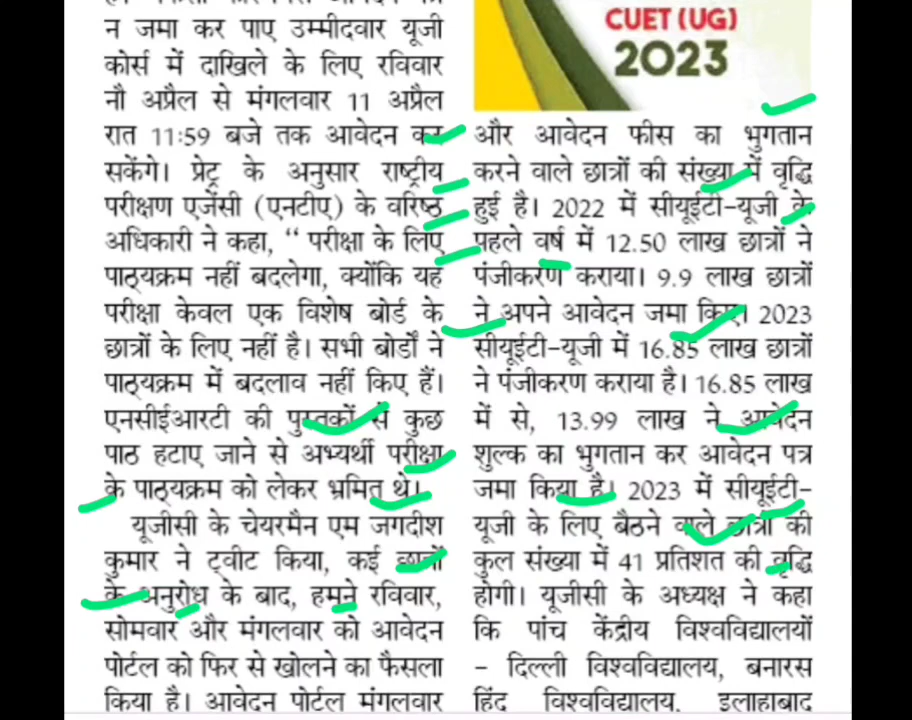 न जमा कर पाए उम्मीदवार यूजी
कोर्स में दाखिले के लिए रविवार
नौ अप्रैल से मंगलवार 11 अप्रैल
रात 11:59 बजे तक आवेदन कर
सकेंगे। प्रेट्र के अनुसार राष्ट्रीय
परीक्षण एजेंसी (एनटीए) के वरिष्ठ
अधिकारी ने कहा, “ परीक्षा के लिए
पाठ्यक्रम नहीं बदलेगा, क्योंकि यह
परीक्षा केवल एक विशेष बोर्ड के
छात्रों के लिए नहीं है। सभी बोर्डों ने
पाठ्यक्रम में बदलाव नहीं किए हैं।
एनसीईआरटी की पुस्तकों से कुछ
पाठ हटाए जाने से अभ्यर्थी परीक्षा
के पाठ्यक्रम को लेकर भ्रमित थे।
यूजीसी के चेयरमैन एम जगदीश
कुमार ने ट्वीट किया, कई छात्रों
के अनुरोध के बाद, हमने रविवार,
सोमवार और मंगलवार को आवेदन
पोर्टल को फिर से खोलने का फैसला
किया है। आवेदन पोर्टल मंगलवार
CUET (UG)
2023
और आवेदन फीस का भुगतान
करने वाले छात्रों की संख्या में वृद्धि
हुई है। 2022 में सीयूईटी-यूजी के
पहले वर्ष में 12.50 लाख छात्रों ने
पंजीकरण कराया। 9.9 लाख छात्रों
ने अपने आवेदन जमा किए। 2023
सीयूईटी-यूजी में 16.85 लाख छात्रों
ने पंजीकरण कराया है। 16.85 लाख
में से, 13.99 लाख ने आवेदन
शुल्क का भुगतान कर आवेदन पत्र
जमा किया है। 2023 में सीयूईटी-
यूजी के लिए बैठने वाले छात्रों की
कुल संख्या में 41 प्रतिशत की वृद्धि
होगी। यूजीसी के अध्यक्ष ने कहा
कि पांच केंद्रीय विश्वविद्यालयों
- दिल्ली विश्वविद्यालय, बनारस
हिंद विश्वविद्यालय, इलाहाबाद